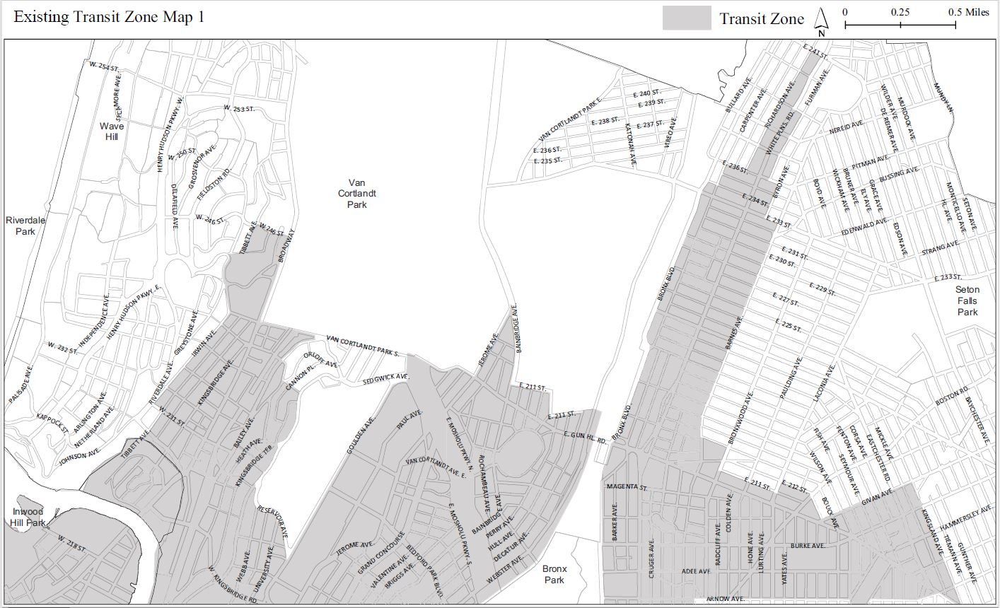 Existing Transit Zone Map 1
Transit Zone
N
0
0.25
0.5 Miles
W. 254 ST.
SYCAMORE AVE.
Wave
Hill
HENRY HUDSON PKWY. W.
W. 253 ST.
W. 250 ST
GROSVENOR AVE.
FIELDSTON RD.
DELAFIELD AVE.
W. 246 ST.
TIBBETT AVE.
W. 246 ST.
BROADWAY
Riverdale
Park
Van
Cortlandt
Park
VAN CORTLANDT PARK E.
E. 240 ST.
E. 239 ST.
E. 238 ST.
E. 237 ST.
KATONAH AVE.
VIREO AVE.
E. 236 ST.
E. 235 ST.
E. 241 ST.
BULLARD AVE.
CARPENTER AVE.
RICHARDSON AVE.
FURMAN AVE.
WHITE PLNS. RD.
NEREID AVE.
WILDER AVE.
DE REIMER AVE.
MURDOCK AVE.
MUNDY LN.
PITMAN AVE.
BUSSING AVE.
E. 236 ST.
E. 234 ST.
E. 233 ST
BYRON AVE.
BOYD AVE.
WICKHAM AVE.
BRUNER AVE.
GRACE AVE.
ELY AVE.
EDENWALD AVE.
EDSON AVE.
MONTICELLO AVE.
HL. AVE.
SETON AVE.
STRANG AVE.
E. 233 ST.
Seton
Falls
Park
E. 231 ST.
E. 230 ST.
E. 229 ST.
E. 227 ST.
E. 225 ST.
BRONX BLVD.
BARNES AVE.
PAULDING AVE.
LACONIA AVE.
BRONXWOOD AVE.
BOSTON RD.
BAYCHESTER AVE.
INDEPENDENCE AVE.
HENRY HUDSON PKWY. E.
GREYSTONE AVE.
IRWIN AVE.
W. 232 ST.
RIVERDALE AVE.
KINGSBRIDGE AVE.
PALISADE AVE.
KAPPOCK ST.
ARLINGTON AVE.
NETHERLAND AVE.
JOHNSON AVE.
TIBBETT AVE.
W. 231 ST.
BAILEY AVE.
HEATH AVE.
KINGSBRIDGE TER.
VAN CORTLANDT PARK S.
ORLOFF AVE.
CANNON PL.
SEDGWICK AVE.
JEROME AVE.
BAINBRIDGE AVE.
E. 211 ST.
E. 211 ST.
E. GUN HL. RD.
BRONX BLVD.
GOULDEN AVE.
PAUL AVE.
E. MOSHOLU PKWY. N.
VAN CORTLANDT AVE. E.
ROCHAMBEAU AVE.
E. MOSHOLU PKWY. S
BAINBRIDGE AVE
PERRY AVE.
HULL AVE.
DECATUR AVE.
WEBSTER AVE.
Inwood
Hill Park
W. 218 ST
RESERVOIR AVE.
W. KINGSBRIDGE RD.
WEBB AVE.
UNIVERSITY AVE.
JEROME AVE.
GRAND CONCOURSE
VALENTINE AVE.
BRIGGS AVE.
BEDFORD PARK BLVD.
Bronx
Park
MAGENTA ST.
BARKER AVE.
CRUGER AVE.
ADEE AVE.
RADCLIFF AVE.
COLDEN AVE.
HONE AVE.
LURTING AVE.
YATES AVE.
ARNOW AVE.
BURKE AVE.
E. 211 ST.
E. 212 ST.
BOUCK AVE.
FISH AVE.
WILSON AVE.
FENTON AVE.
SEYMOUR AVE.
CORSA AVE.
MICKLE AVE.
EASTCHESTER RD.
GIVAN AVE.
KINGSLAND AVE.
HAMMERSLEY AVE.
TIEMANN AVE.
GUNTHER AVE.